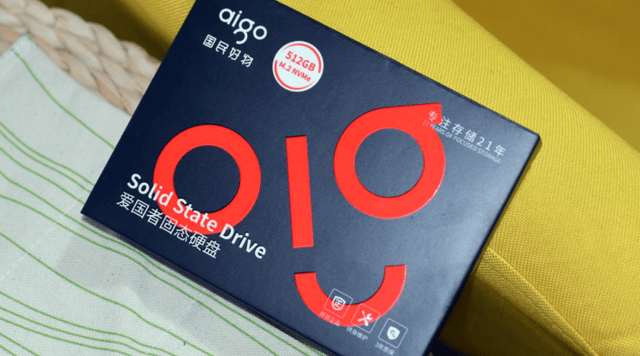 aigo
国民好物
512GB
M.2 NVMe
专注存储21年
21 YEARS OF FOCUSED STORAGE
Solid State Drive
爱国者固态硬盘